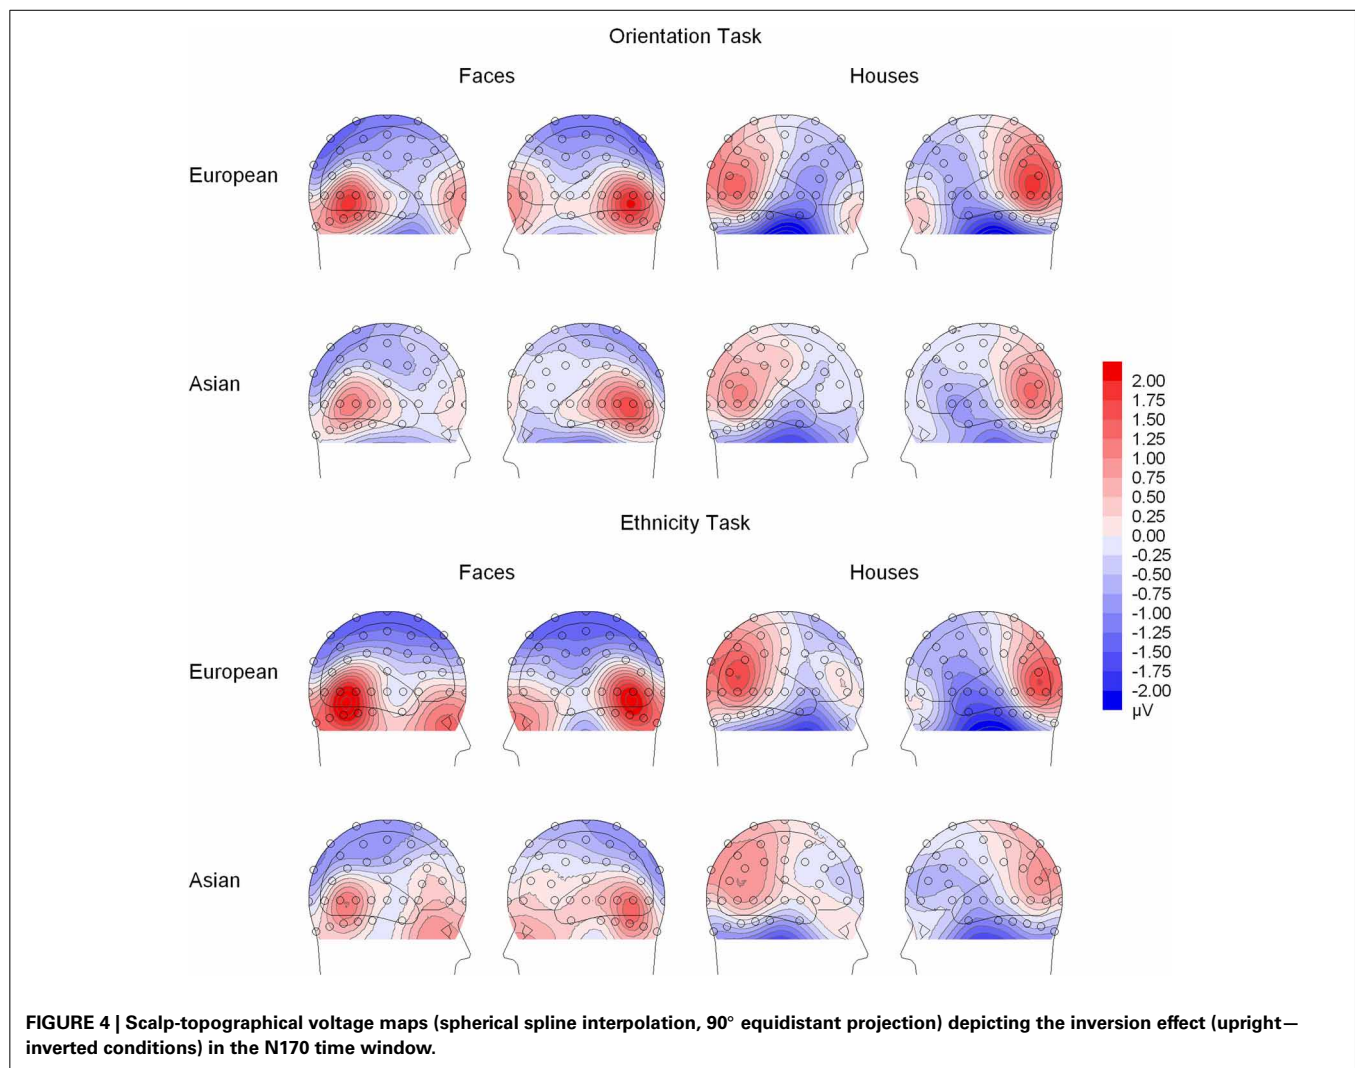 Orientation Task
Faces
Houses
European
Asian
2.00
1.75
1.50
1.25
1.00
0.75
0.50
0.25
0.00
-0.25
-0.50
-0.75
-1.00
-1.25
-1.50
-1.75
-2.00
µV
Ethnicity Task
Faces
Houses
European
Asian
FIGURE 4 | Scalp-topographical voltage maps (spherical spline interpolation, 90° equidistant projection) depicting the inversion effect (upright—
inverted conditions) in the N170 time window.